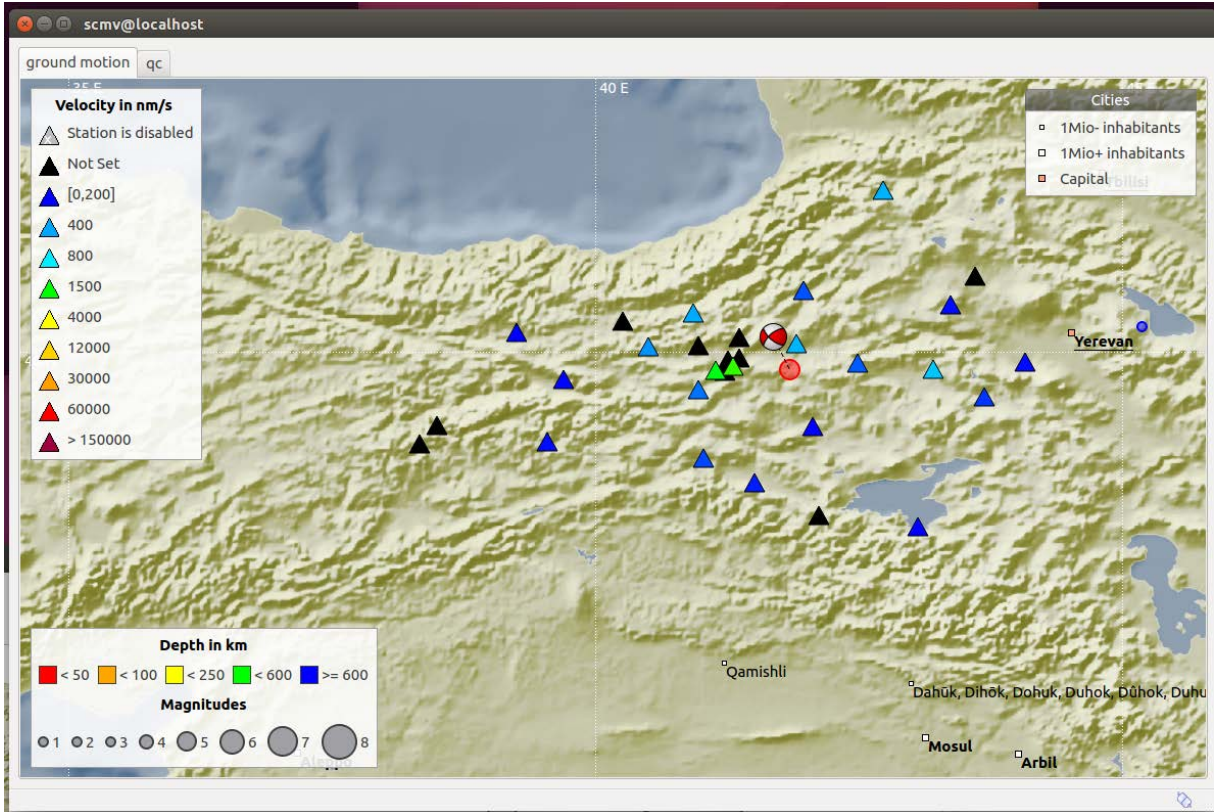 scmv@localhost
ground motion
qc
35 E
40 E
Velocity in nm/s
Station is disabled
Not Set
[0,200]
400
800
1500
4000
12000
30000
60000
> 150000
Cities
1Mio- inhabitants
1Mio+ inhabitants
Capital
Tbilisi
Yerevan
Depth in km
< 50
< 100
< 250
< 600
>= 600
Magnitudes
1 2 3 4 5 6 7 8
Aleppo
Qamishli
Dahūk, Dihōk, Dohuk, Duhok, Dûhok, Duhu
Mosul
Arbil